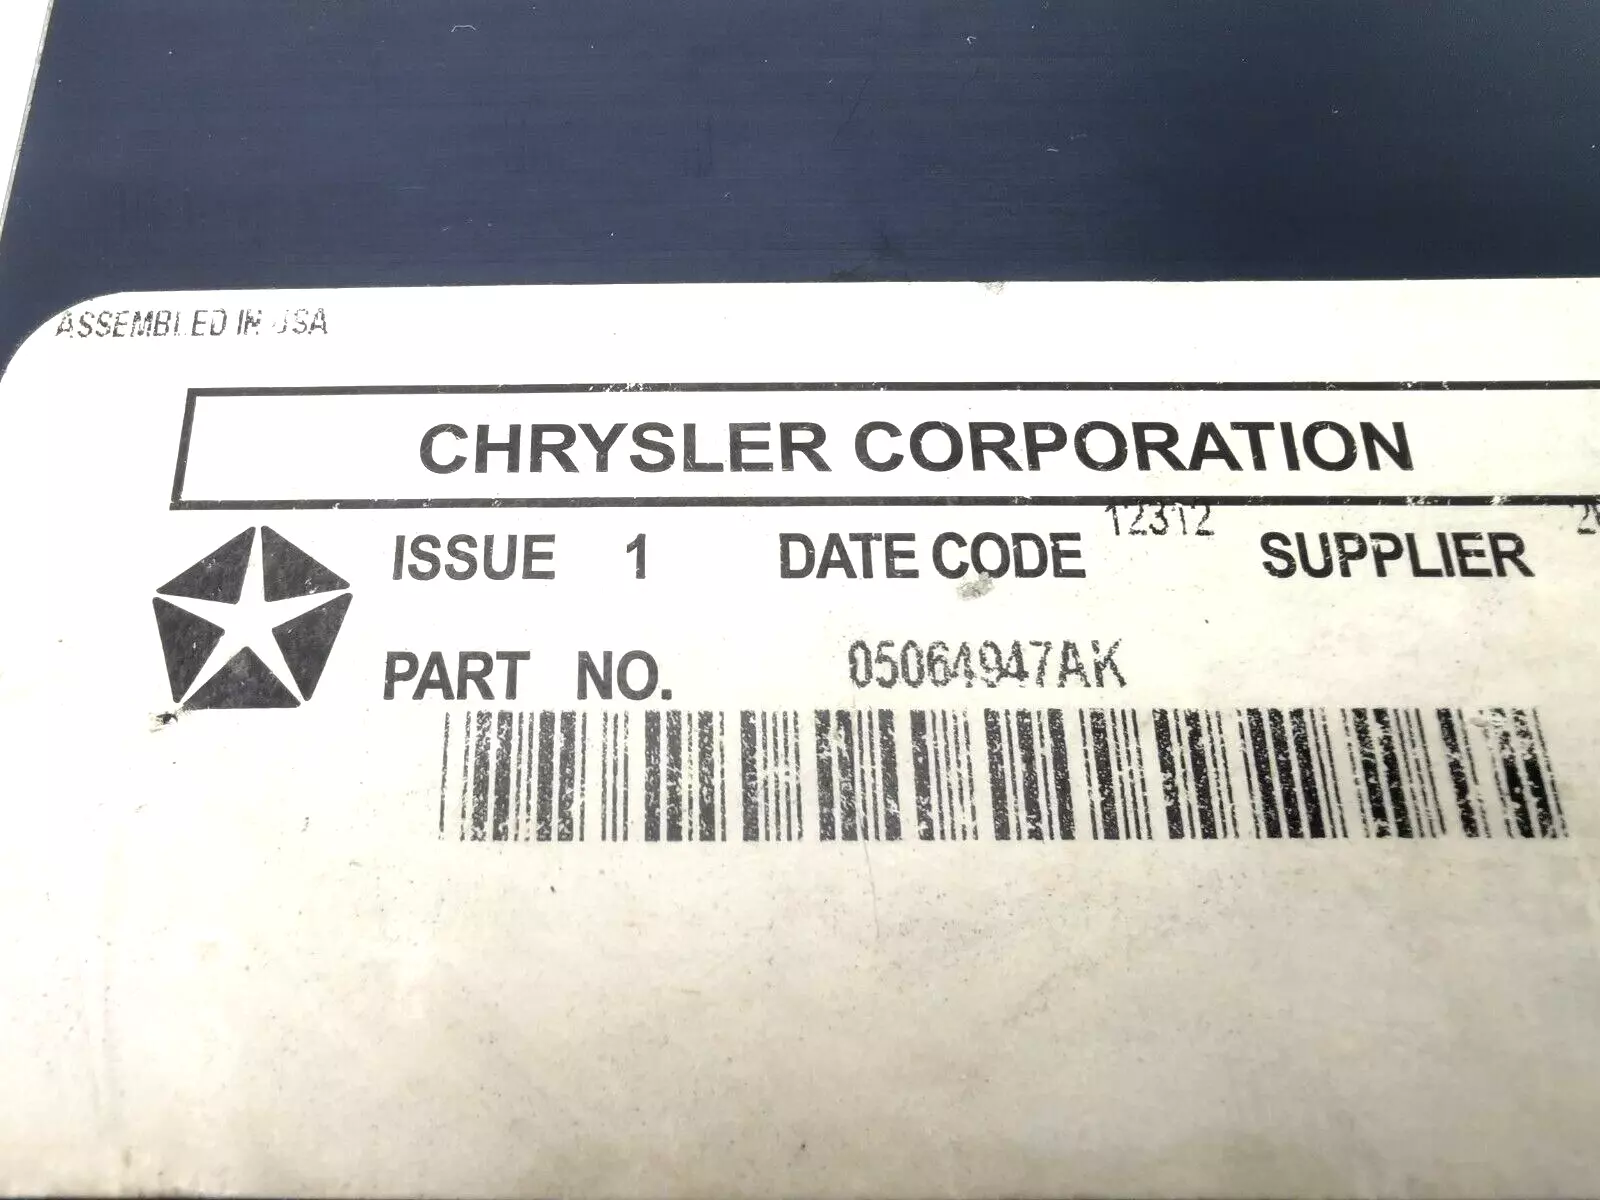 ASSEMBLED IN USA
CHRYSLER CORPORATION
ISSUE 1 DATE CODE 12312 SUPPLIER
PART NO. 05064947AK